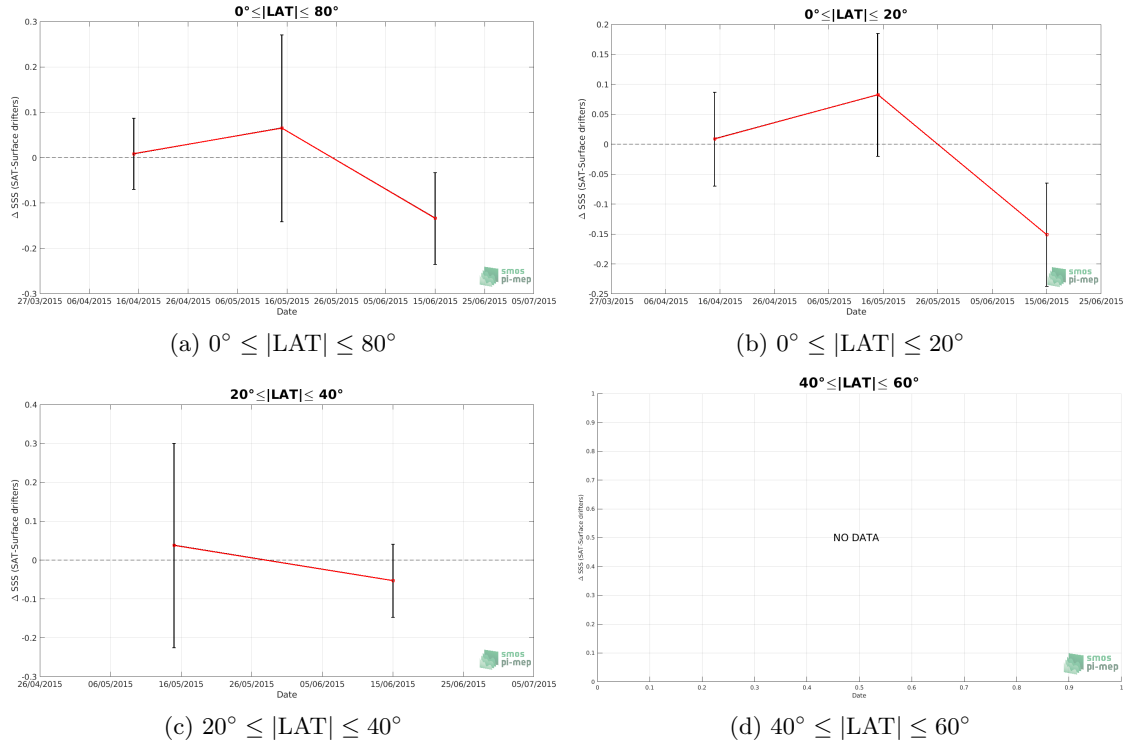 0°≤|LAT|≤ 80°
0.3
0.2
0.1
0
-0.1
-0.2
-0.3
Δ SSS (SAT-Surface drifters)
27/03/2015 06/04/2015 16/04/2015 26/04/2015 06/05/2015 16/05/2015 26/05/2015 05/06/2015 15/06/2015 25/06/2015 05/07/2015
Date
smos
pi-mep
(a) 0° ≤ |LAT| ≤ 80°
0°≤|LAT|≤ 20°
0.2
0.15
0.1
0.05
0
-0.05
-0.1
-0.15
-0.2
-0.25
Δ SSS (SAT-Surface drifters)
27/03/2015 06/04/2015 16/04/2015 26/04/2015 06/05/2015 16/05/2015 26/05/2015 05/06/2015 15/06/2015 25/06/2015
Date
smos
pi-mep
(b) 0° ≤ |LAT| ≤ 20°
20°≤|LAT|≤ 40°
0.4
0.3
0.2
0.1
0
-0.1
-0.2
-0.3
Δ SSS (SAT-Surface drifters)
26/04/2015 06/05/2015 16/05/2015 26/05/2015 05/06/2015 15/06/2015 25/06/2015 05/07/2015
Date
smos
pi-mep
(c) 20° ≤ |LAT| ≤ 40°
40°≤|LAT|≤ 60°
1
0.9
0.8
0.7
0.6
0.5
0.4
0.3
0.2
0.1
0
Δ SSS (SAT-Surface drifters)
NO DATA
0 0.1 0.2 0.3 0.4 0.5 0.6 0.7 0.8 0.9 1
Date
smos
pi-mep
(d) 40° ≤ |LAT| ≤ 60°